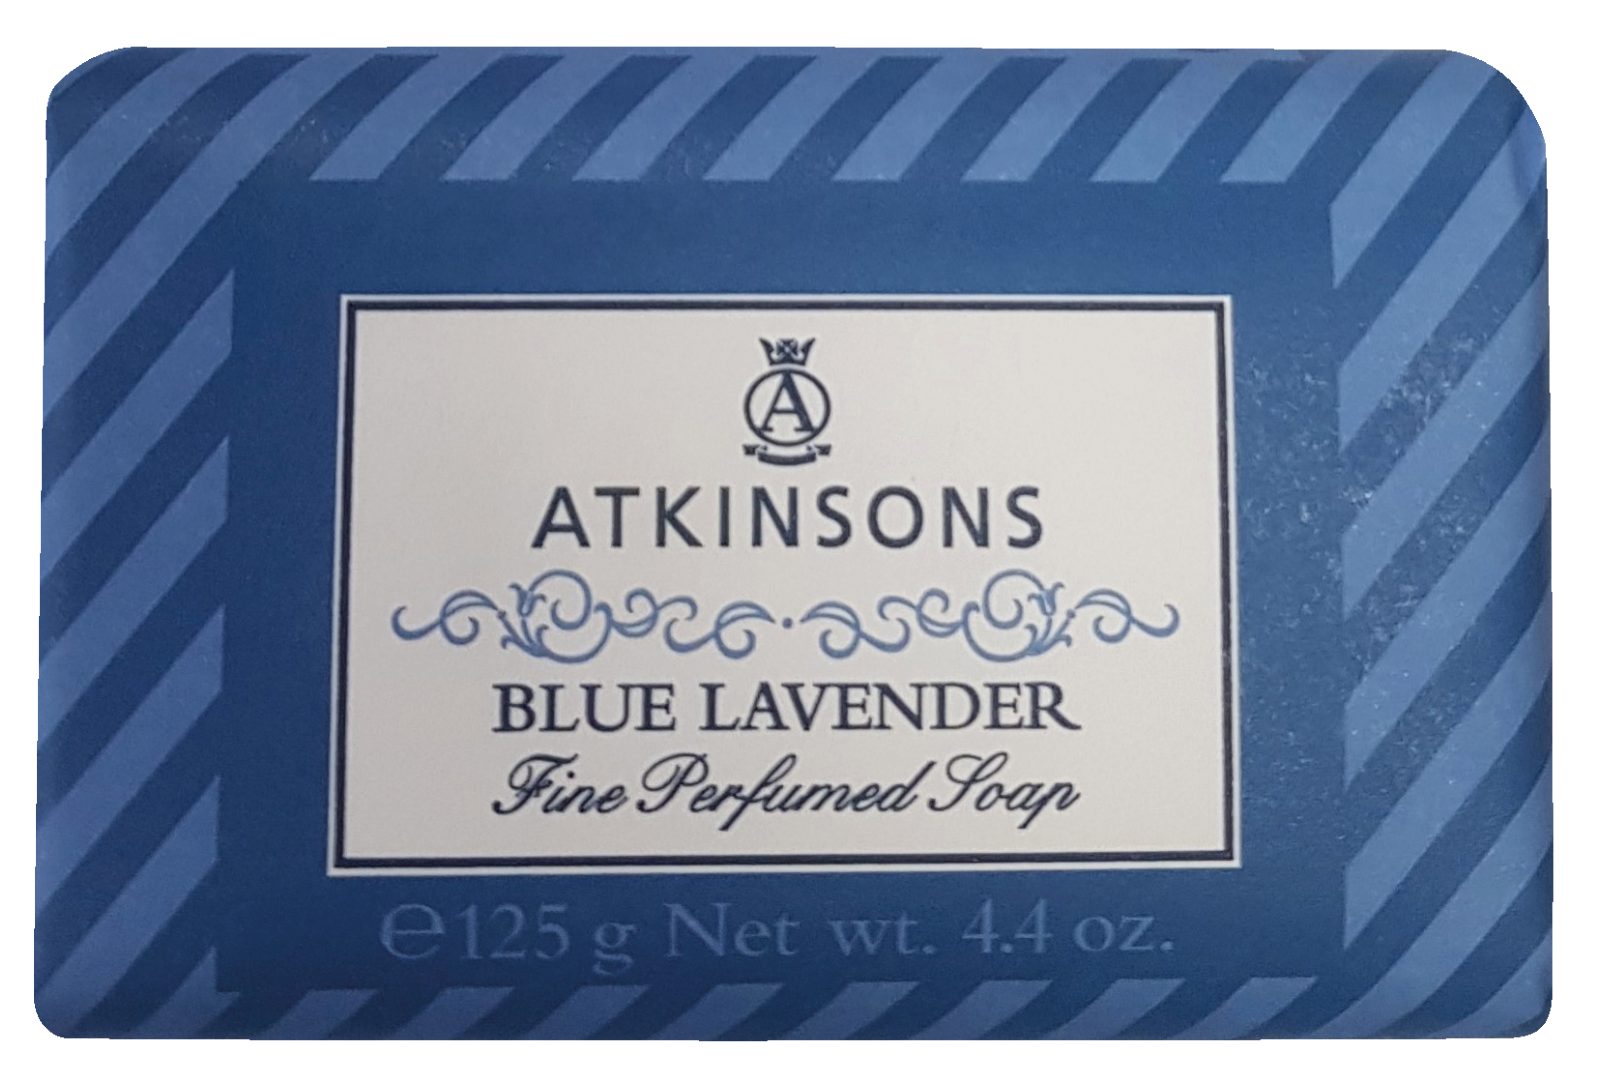 A
ATKINSONS
BLUE LAVENDER
Fine Perfumed Soap
℮125 g Net wt. 4.4 oz.